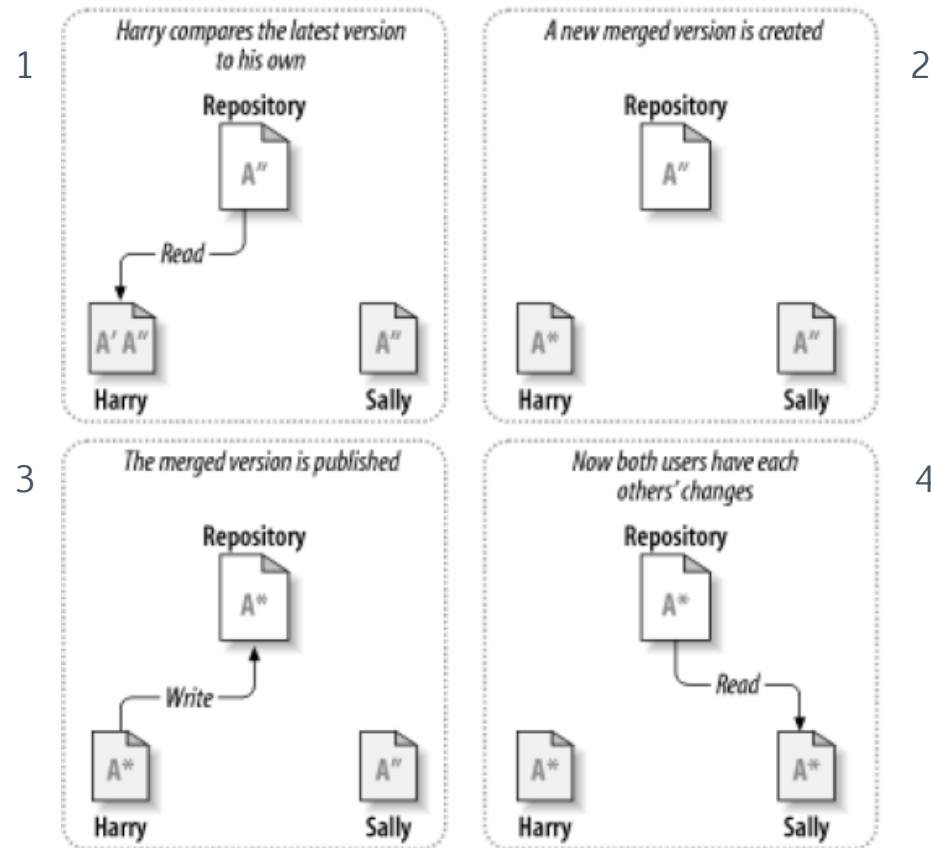 1
Harry compares the latest version
to his own
Repository
A″
Read
A′ A″
A″
Harry
Sally
2
A new merged version is created
Repository
A″
A*
A″
Harry
Sally
3
The merged version is published
Repository
A*
Write
A*
A″
Harry
Sally
4
Now both users have each
others' changes
Repository
A*
Read
A*
A*
Harry
Sally